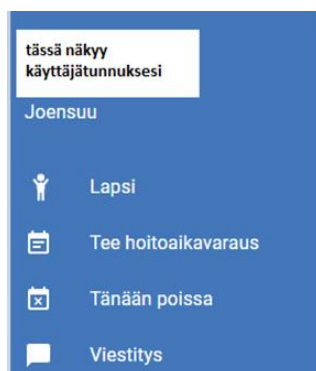 tässä näkyy
käyttäjätunnuksesi
Joensuu
Lapsi
Tee hoitoaikavaraus
Tänään poissa
Viestitys